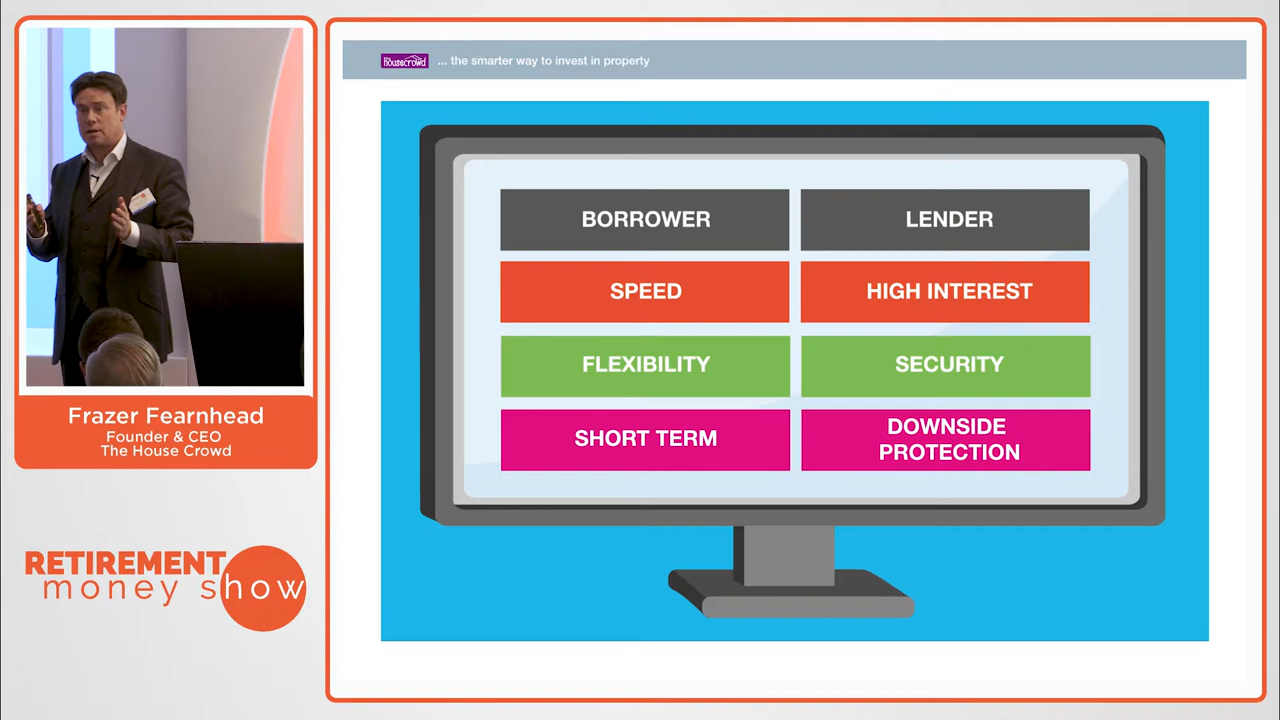 housecrowd
... the smarter way to invest in property
BORROWER
LENDER
SPEED
HIGH INTEREST
FLEXIBILITY
SECURITY
SHORT TERM
DOWNSIDE
PROTECTION
Frazer Fearnhead
Founder & CEO
The House Crowd
RETIREMENT
money show